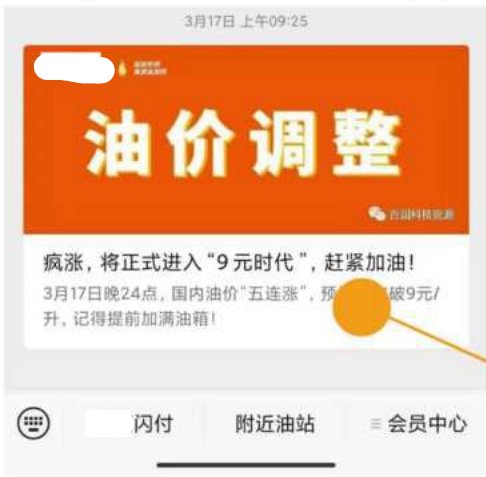 3月17日 上午09:25
油价调整
疯涨，将正式进入“9元时代”，赶紧加油！
3月17日晚24点，国内油价“五连涨”，预破9元/
升，记得提前加满油箱！
闪付
附近油站
会员中心